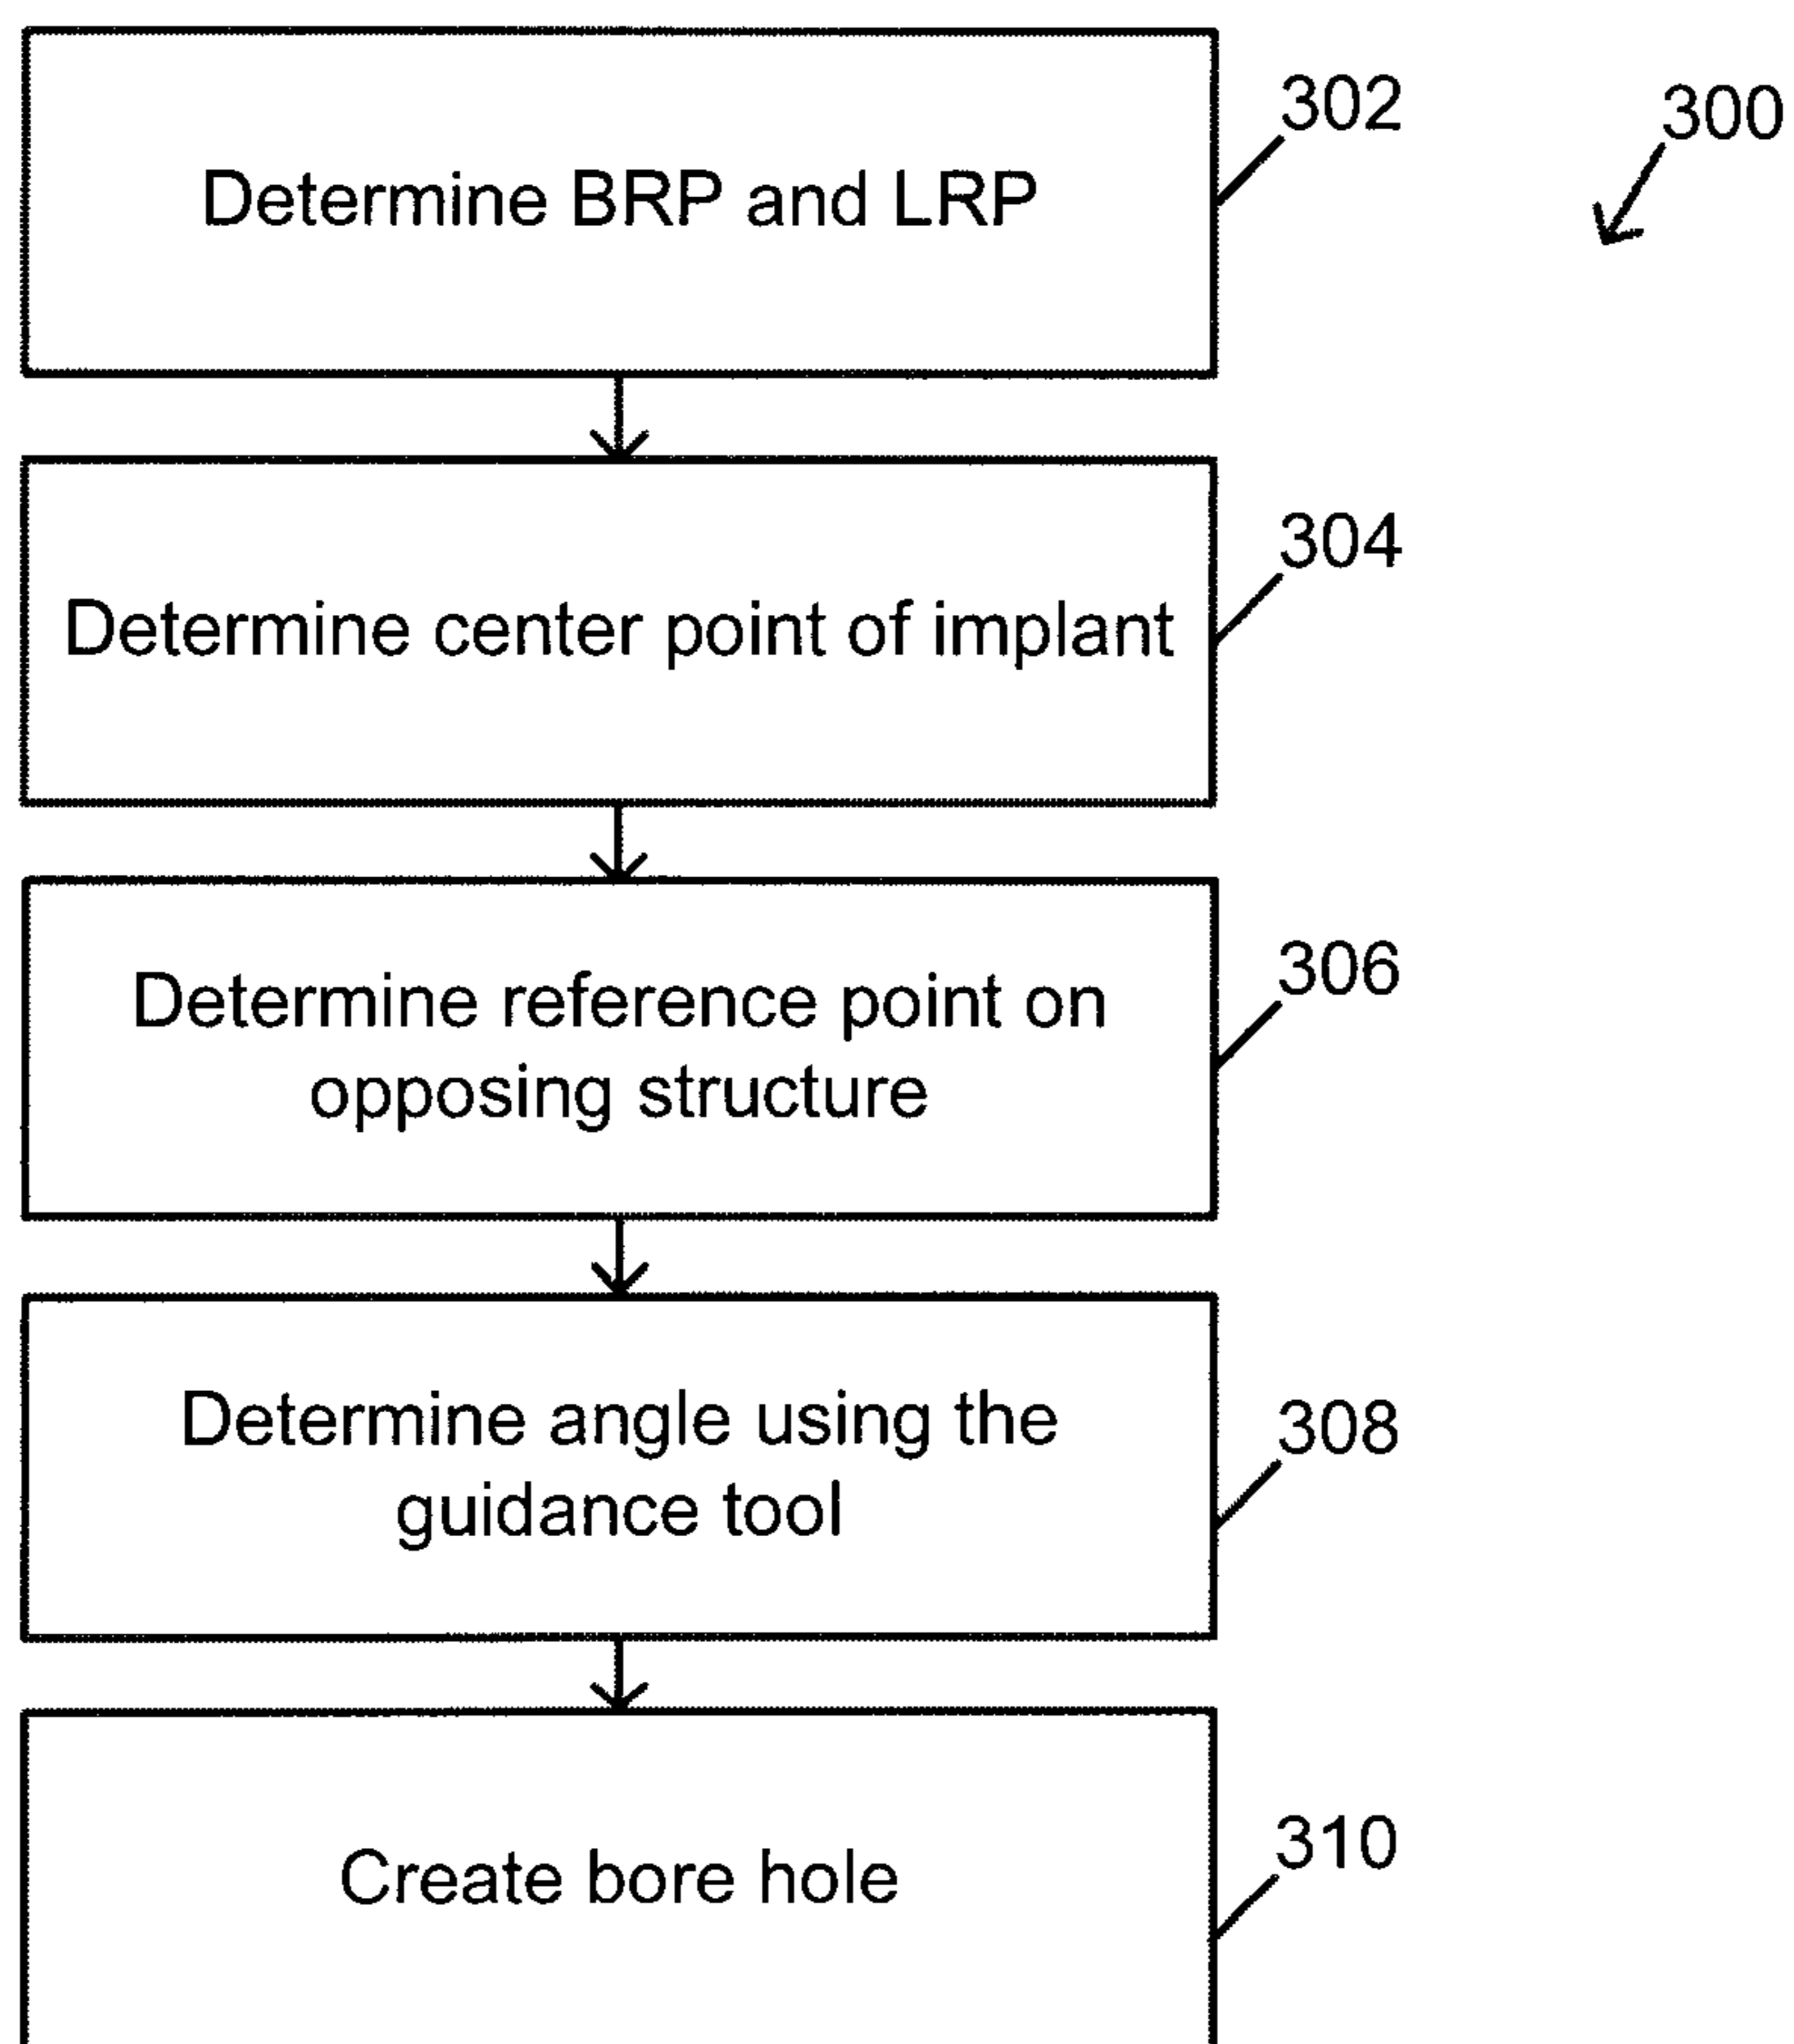 302
300
Determine BRP and LRP
304
Determine center point of implant
306
Determine reference point on
opposing structure
308
Determine angle using the
guidance tool
310
Create bore hole